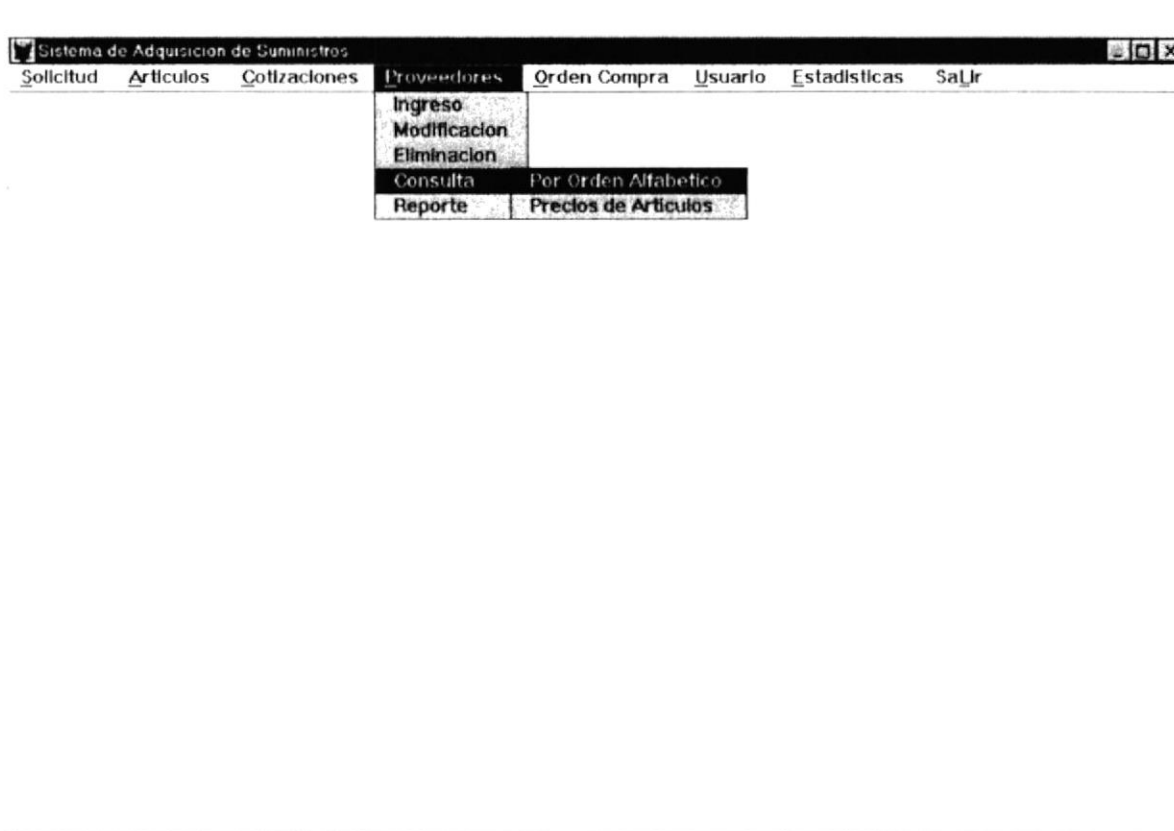 Sistema de Adquisicion de Suministros
Solicitud Articulos Cotizaciones Proveedores Orden Compra Usuario Estadisticas SaLir
Ingreso
Modificacion
Eliminacion
Consulta Por Orden Alfabetico
Reporte Precios de Articulos